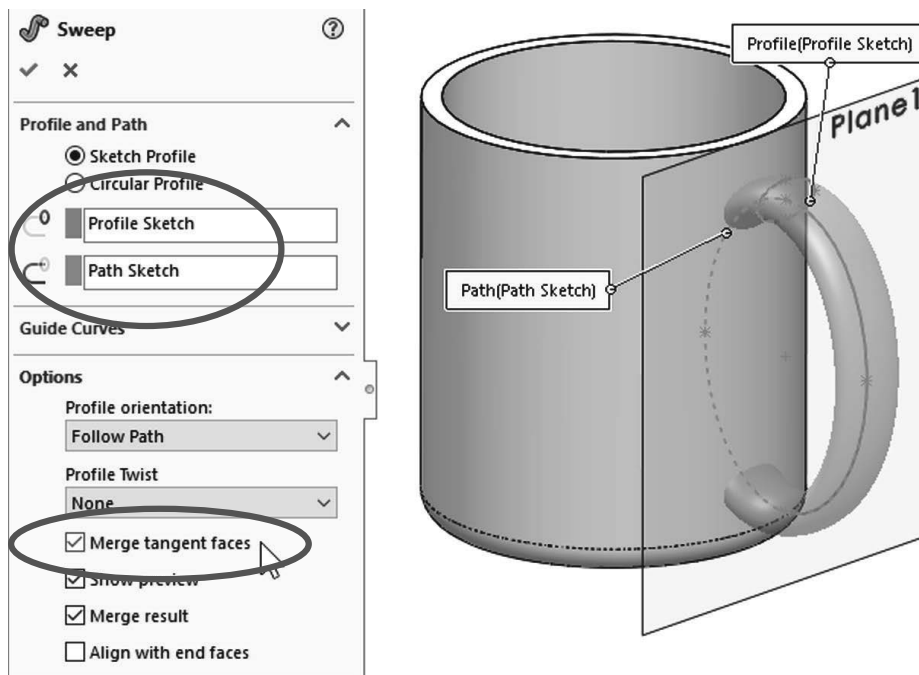 Sweep
Profile and Path
Sketch Profile
Circular Profile
Profile Sketch
Path Sketch
Guide Curves
Options
Profile orientation:
Follow Path
Profile Twist
None
Merge tangent faces
Show preview
Merge result
Align with end faces
Profile(Profile Sketch)
Plane1
Path(Path Sketch)